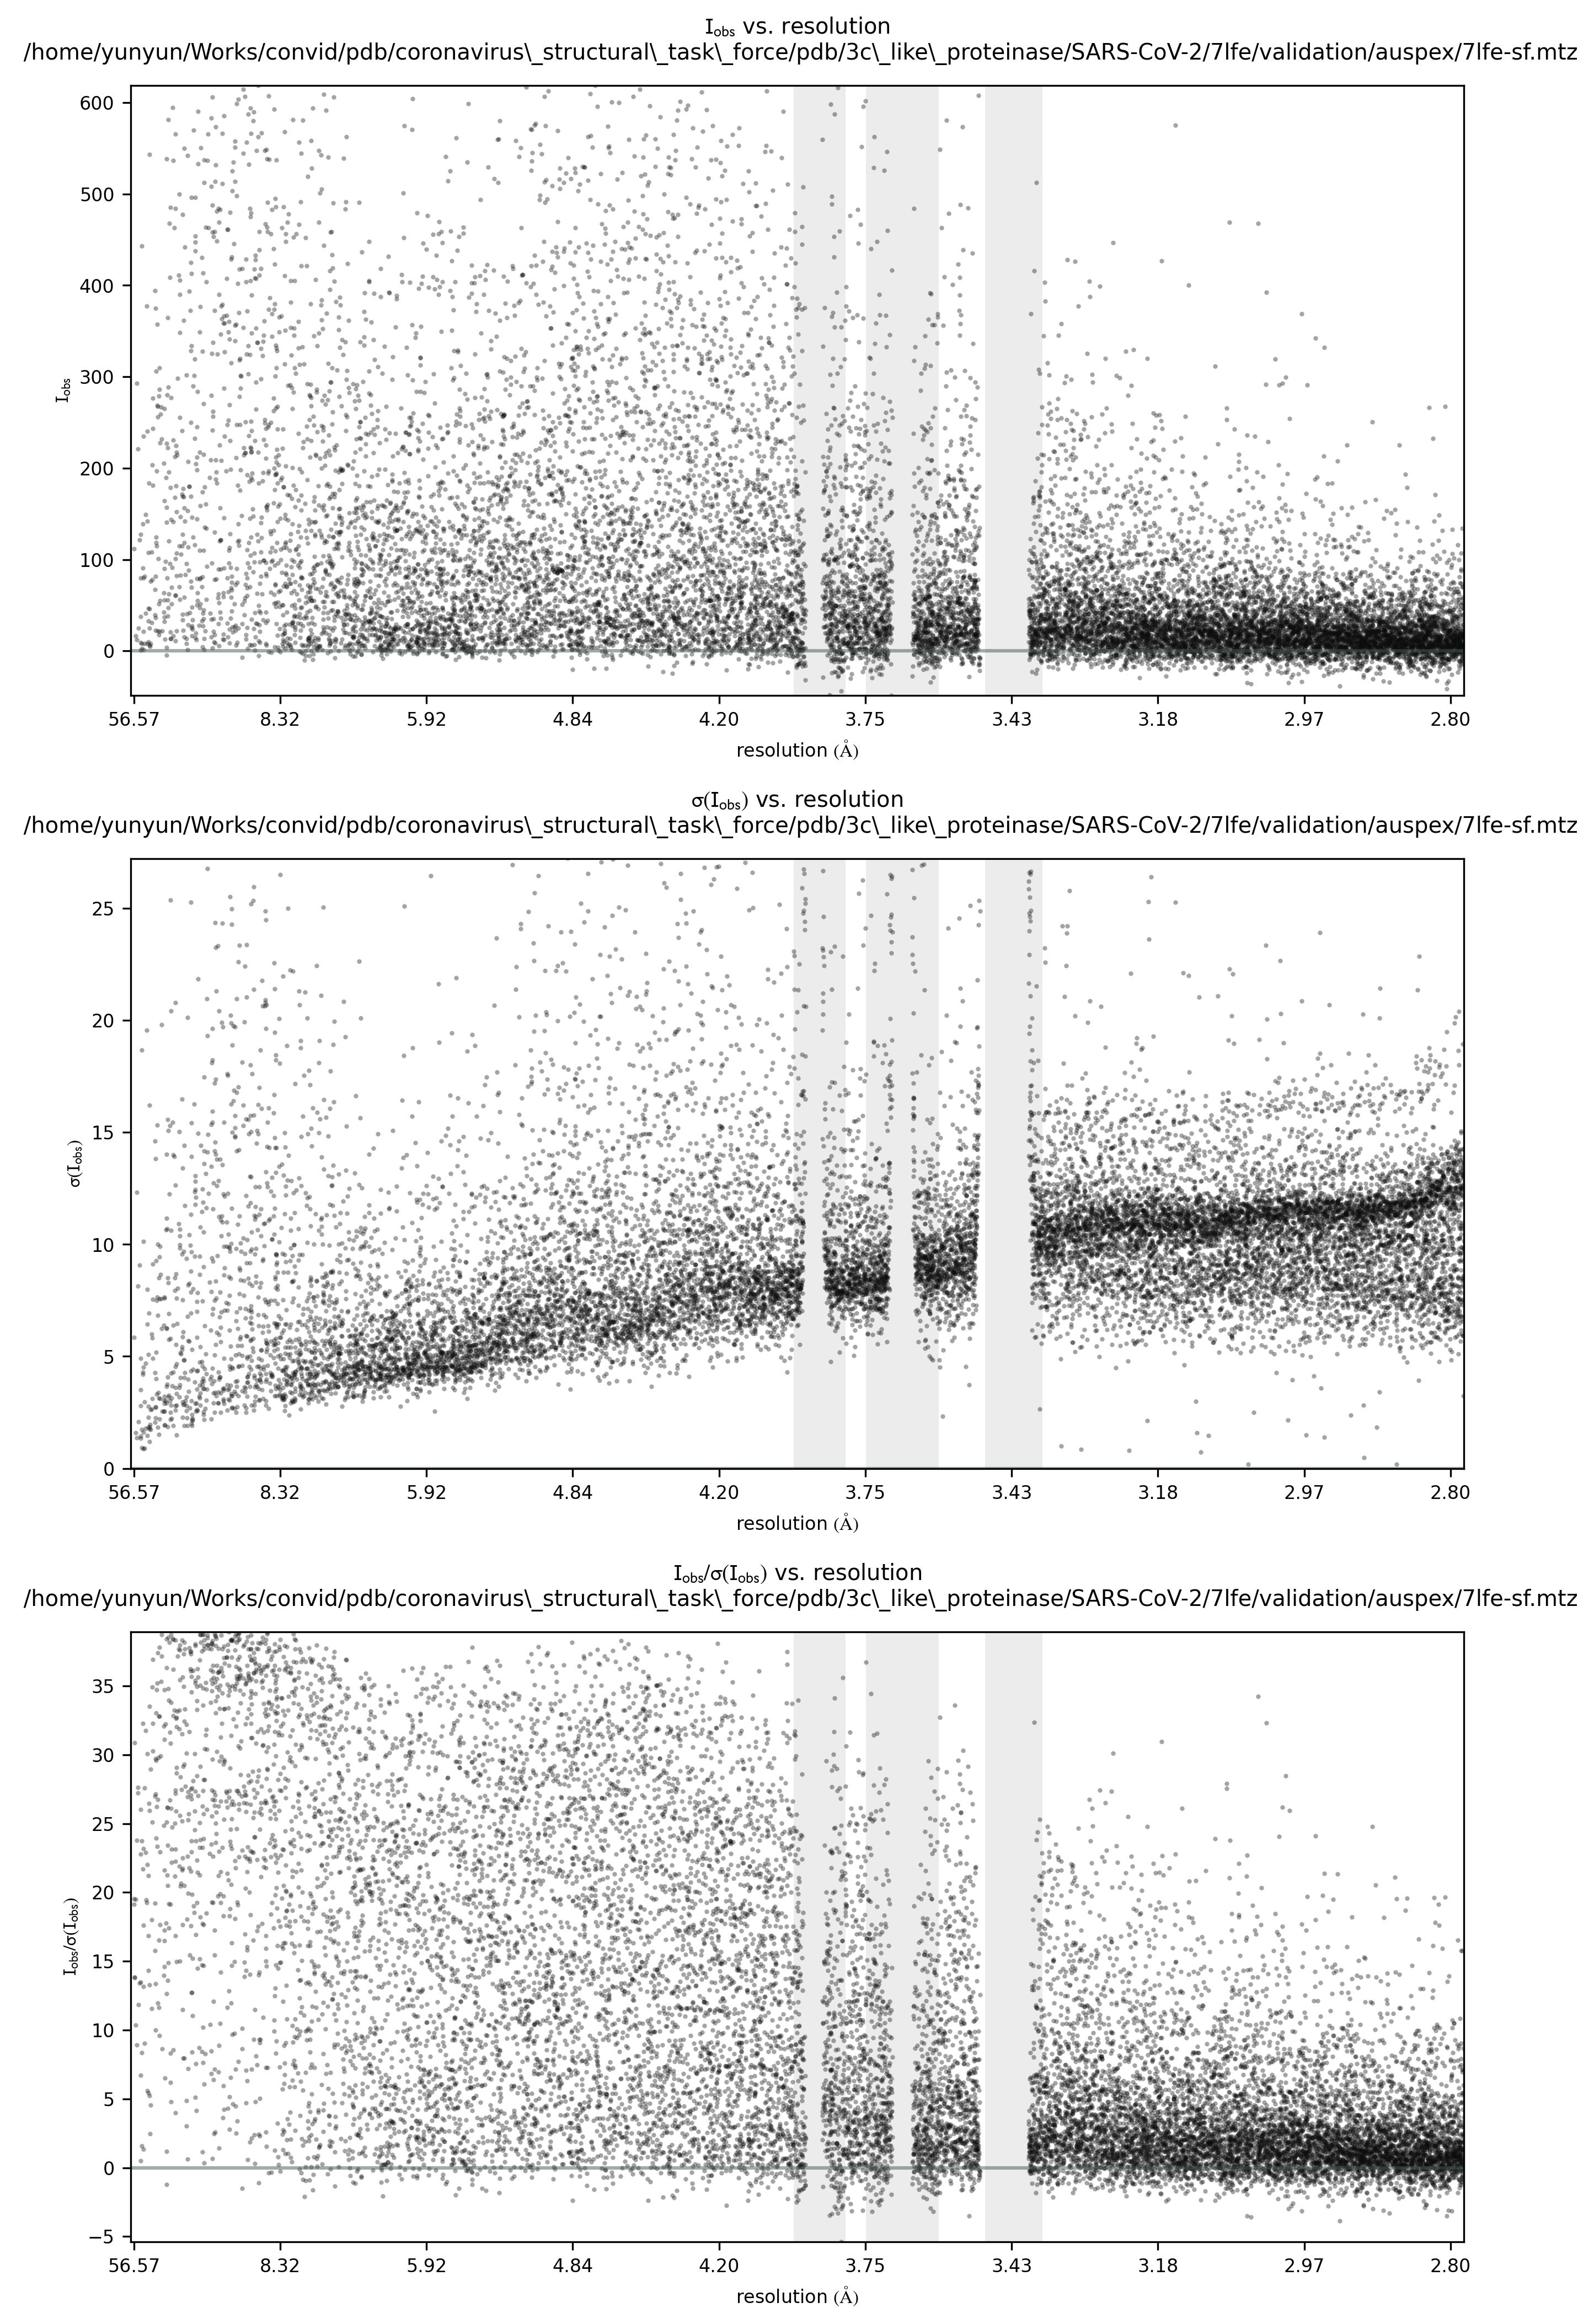 Iobs vs. resolution
/home/yunyun/Works/convid/pdb/coronavirus\_structural\_task\_force/pdb/3c\_like\_proteinase/SARS-CoV-2/7lfe/validation/auspex/7lfe-sf.mtz
600
500
400
300
200
100
0
Iobs
56.57 8.32 5.92 4.84 4.20 3.75 3.43 3.18 2.97 2.80
resolution (Å)
σ(Iobs) vs. resolution
/home/yunyun/Works/convid/pdb/coronavirus\_structural\_task\_force/pdb/3c\_like\_proteinase/SARS-CoV-2/7lfe/validation/auspex/7lfe-sf.mtz
25
20
15
10
5
0
σ(Iobs)
56.57 8.32 5.92 4.84 4.20 3.75 3.43 3.18 2.97 2.80
resolution (Å)
Iobs/σ(Iobs) vs. resolution
/home/yunyun/Works/convid/pdb/coronavirus\_structural\_task\_force/pdb/3c\_like\_proteinase/SARS-CoV-2/7lfe/validation/auspex/7lfe-sf.mtz
35
30
25
20
15
10
5
0
−5
Iobs/σ(Iobs)
56.57 8.32 5.92 4.84 4.20 3.75 3.43 3.18 2.97 2.80
resolution (Å)